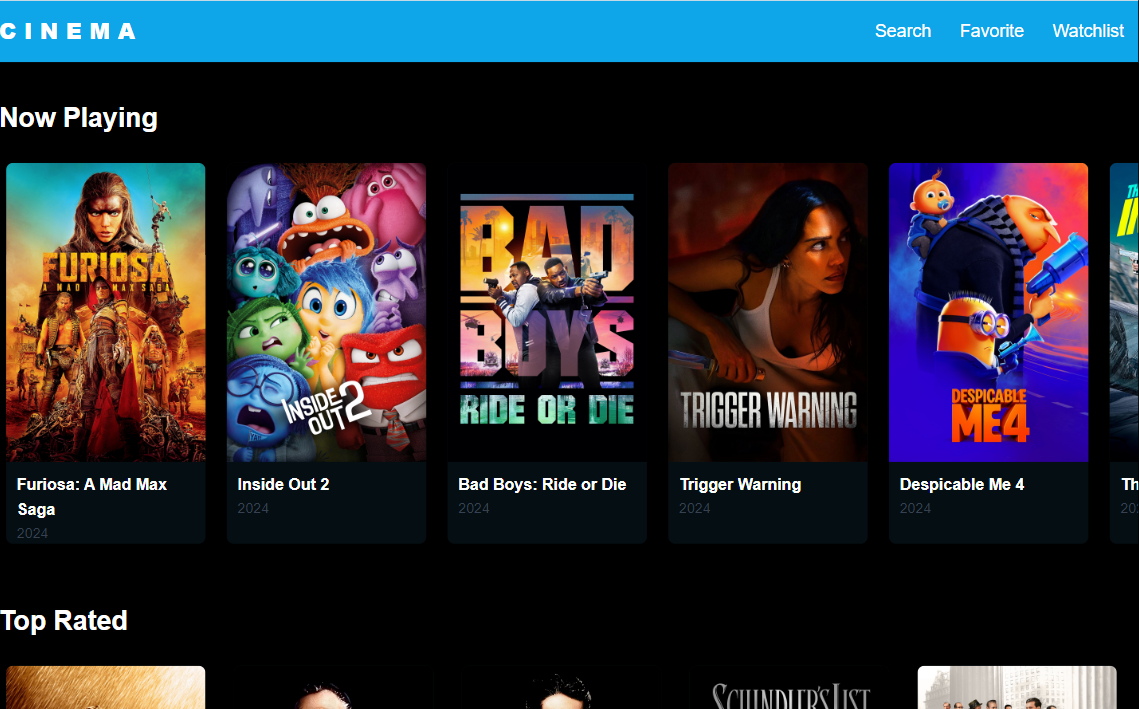 CINEMA
Search Favorite Watchlist
Now Playing
FURIOSA
A MAD MAX SAGA
INSIDE OUT 2
BAD
BOYS
RIDE OR DIE
TRIGGER WARNING
DESPICABLE
ME 4
Furiosa: A Mad Max
Saga
2024
Inside Out 2
2024
Bad Boys: Ride or Die
2024
Trigger Warning
2024
Despicable Me 4
2024
Th
Top Rated
SCHINDLER'S LIST